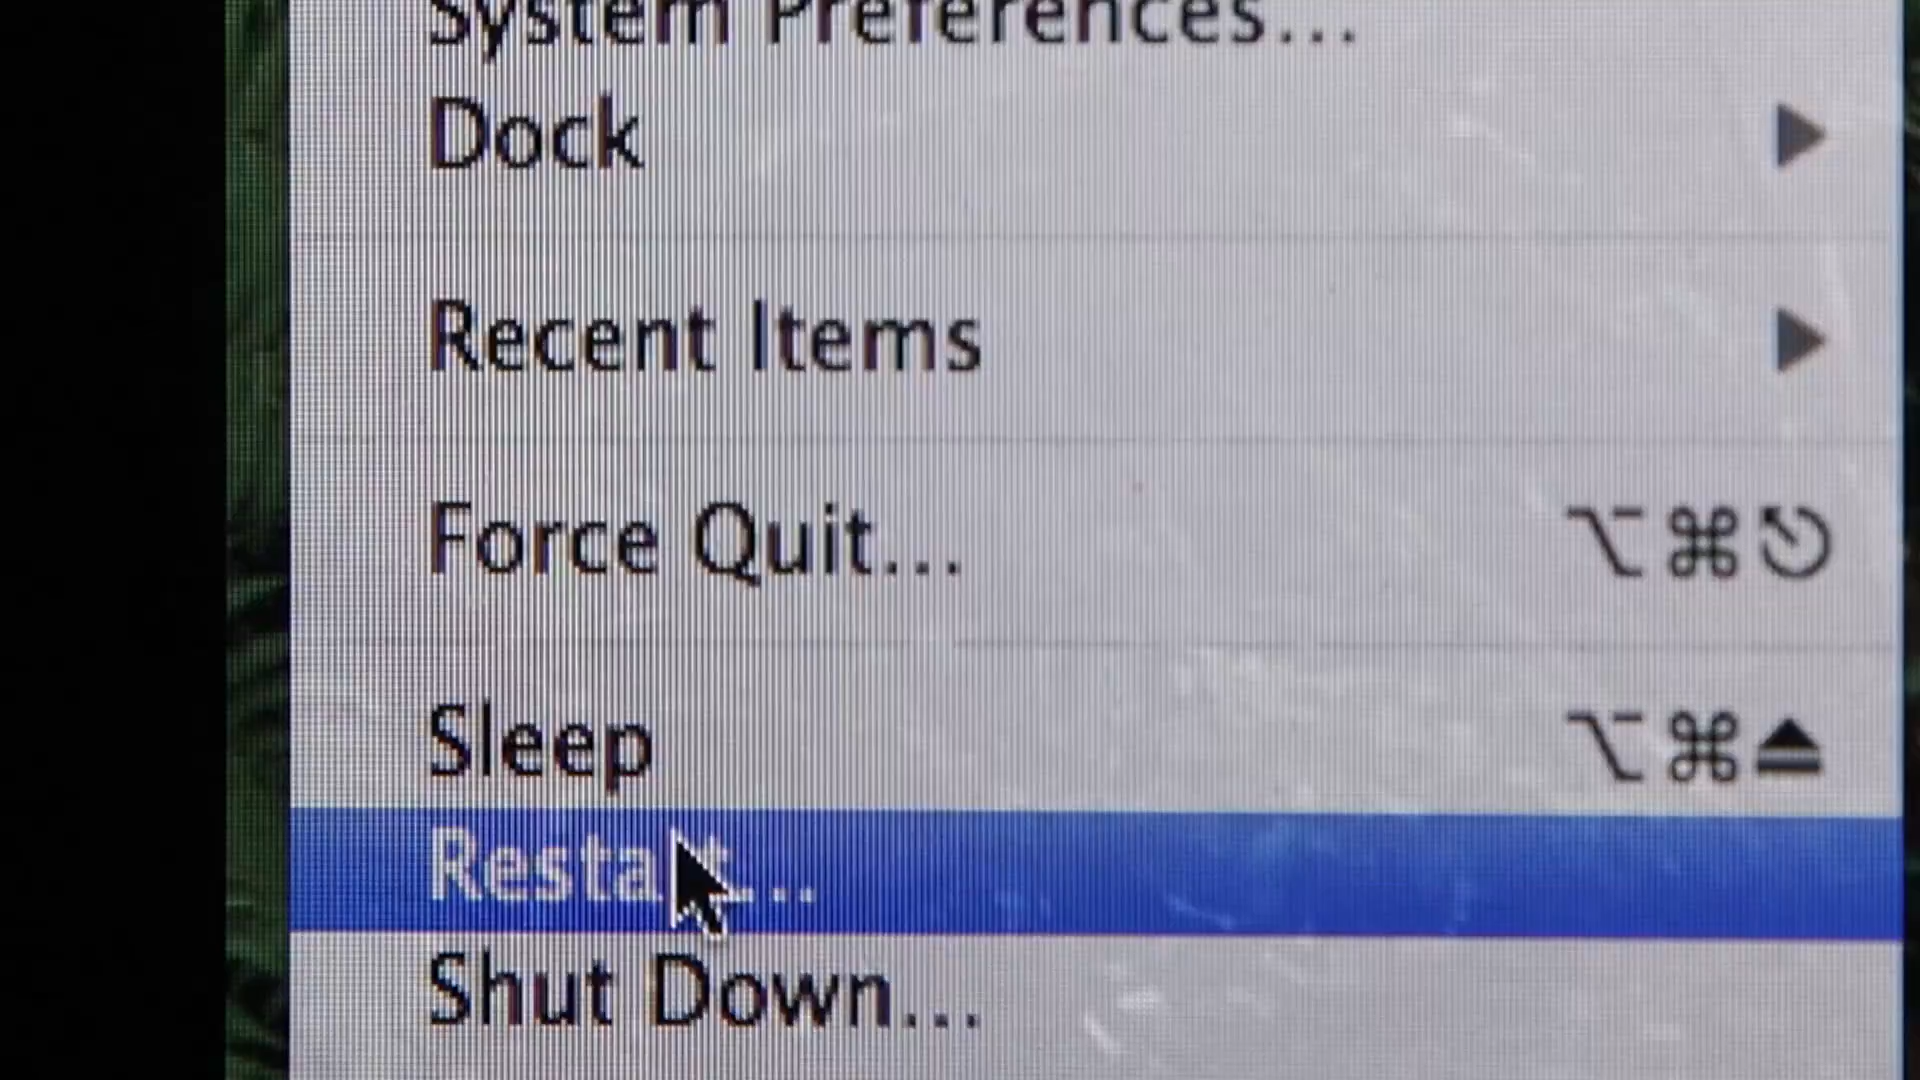 System Preferences...
Dock ▶
Recent Items ▶
Force Quit... ⌥⌘⎋
Sleep ⌥⌘⏏
Restart...
Shut Down...